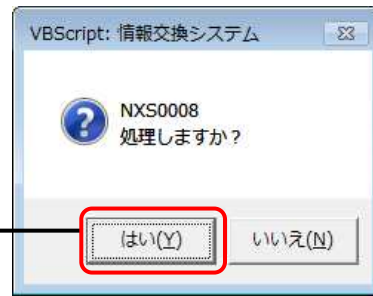 VBScript: 情報交換システム
NXS0008
処理しますか？
はい(Y)
いいえ(N)